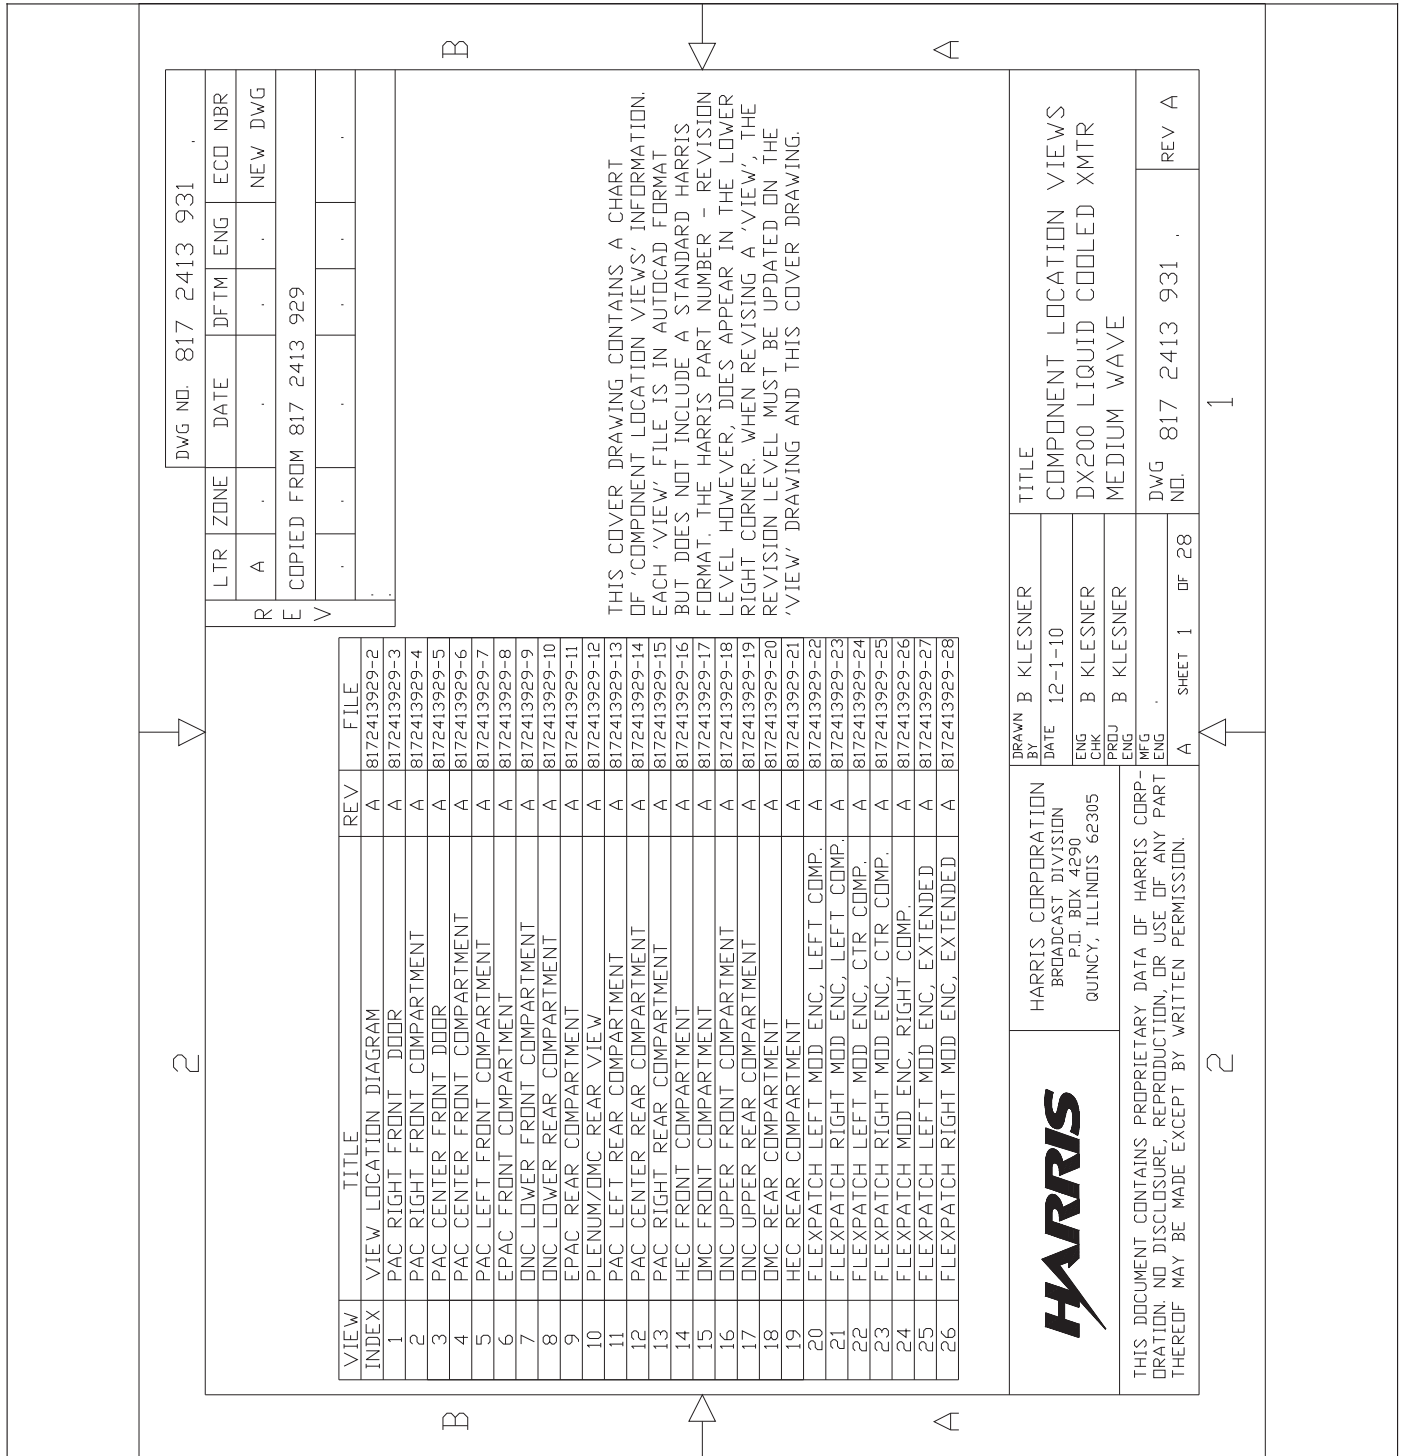 B
A
2
DWG NO. 817 2413 931 .
LTR ZONE DATE DFTM ENG ECO NBR
A . . . . NEW DWG
COPIED FROM 817 2413 929
. . . . .
R
E
V
VIEW TITLE REV FILE
INDEX VIEW LOCATION DIAGRAM A 8172413929-2
1 PAC RIGHT FRONT DOOR A 8172413929-3
2 PAC RIGHT FRONT COMPARTMENT A 8172413929-4
3 PAC CENTER FRONT DOOR A 8172413929-5
4 PAC CENTER FRONT COMPARTMENT A 8172413929-6
5 PAC LEFT FRONT COMPARTMENT A 8172413929-7
6 EPAC FRONT COMPARTMENT A 8172413929-8
7 ONC LOWER FRONT COMPARTMENT A 8172413929-9
8 ONC LOWER REAR COMPARTMENT A 8172413929-10
9 EPAC REAR COMPARTMENT A 8172413929-11
10 PLENUM/OMC REAR VIEW A 8172413929-12
11 PAC LEFT REAR COMPARTMENT A 8172413929-13
12 PAC CENTER REAR COMPARTMENT A 8172413929-14
13 PAC RIGHT REAR COMPARTMENT A 8172413929-15
14 HEC FRONT COMPARTMENT A 8172413929-16
15 OMC FRONT COMPARTMENT A 8172413929-17
16 ONC UPPER FRONT COMPARTMENT A 8172413929-18
17 ONC UPPER REAR COMPARTMENT A 8172413929-19
18 OMC REAR COMPARTMENT A 8172413929-20
19 HEC REAR COMPARTMENT A 8172413929-21
20 FLEXPATCH LEFT MOD ENC, LEFT COMP. A 8172413929-22
21 FLEXPATCH RIGHT MOD ENC, LEFT COMP. A 8172413929-23
22 FLEXPATCH LEFT MOD ENC, CTR COMP. A 8172413929-24
23 FLEXPATCH RIGHT MOD ENC, CTR COMP. A 8172413929-25
24 FLEXPATCH MOD ENC, RIGHT COMP. A 8172413929-26
25 FLEXPATCH LEFT MOD ENC, EXTENDED A 8172413929-27
26 FLEXPATCH RIGHT MOD ENC, EXTENDED A 8172413929-28
THIS COVER DRAWING CONTAINS A CHART
OF 'COMPONENT LOCATION VIEWS' INFORMATION.
EACH 'VIEW' FILE IS IN AUTOCAD FORMAT
BUT DOES NOT INCLUDE A STANDARD HARRIS
FORMAT. THE HARRIS PART NUMBER - REVISION
LEVEL HOWEVER, DOES APPEAR IN THE LOWER
RIGHT CORNER. WHEN REVISING A 'VIEW', THE
REVISION LEVEL MUST BE UPDATED ON THE
'VIEW' DRAWING AND THIS COVER DRAWING.
HARRIS
HARRIS CORPORATION
BROADCAST DIVISION
P.O. BOX 4290
QUINCY, ILLINOIS 62305
THIS DOCUMENT CONTAINS PROPRIETARY DATA OF HARRIS CORP-
ORATION. NO DISCLOSURE, REPRODUCTION, OR USE OF ANY PART
THEREOF MAY BE MADE EXCEPT BY WRITTEN PERMISSION.
DRAWN BY B KLESNER
DATE 12-1-10
ENG CHK B KLESNER
PROJ ENG B KLESNER
MFG ENG .
A SHEET 1 OF 28
TITLE
COMPONENT LOCATION VIEWS
DX200 LIQUID COOLED XMTR
MEDIUM WAVE
DWG NO. 817 2413 931 . REV A
B
A
2
1